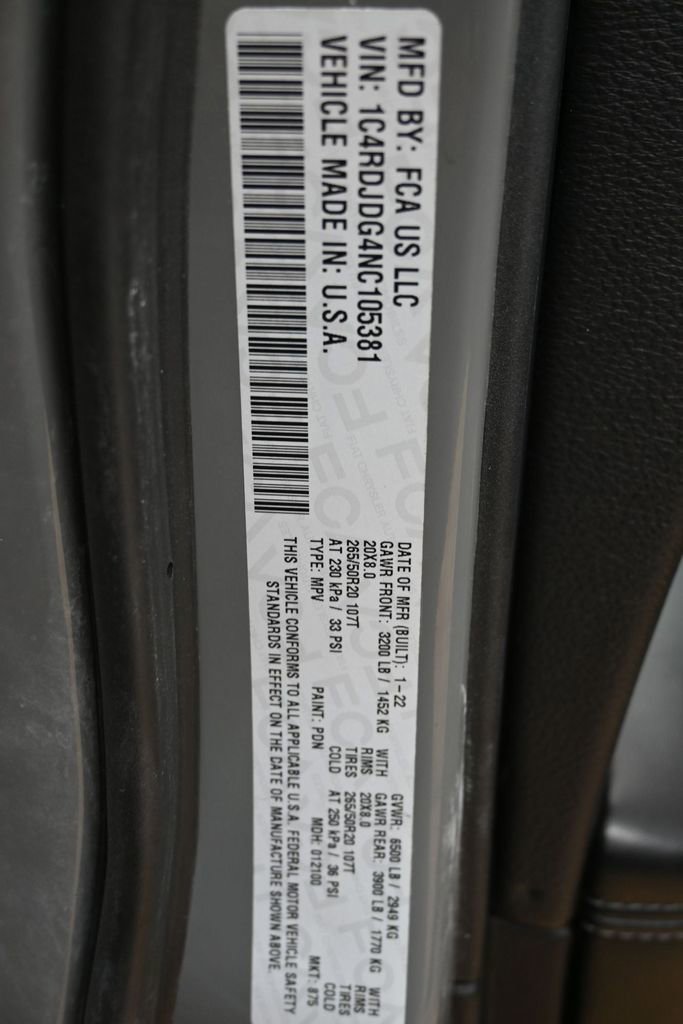 MFD BY: FCA US LLC
VIN: 1C4RDJDG4NC105381
VEHICLE MADE IN: U.S.A.
DATE OF MFR (BUILT): 1-22 GVWR: 6500 LB / 2949 KG
GAWR FRONT: 3200 LB / 1452 KG WITH GAWR REAR: 3900 LB / 1770 KG WITH
20X8.0 RIMS 20X8.0 RIMS
265/50R20 107T TIRES 265/50R20 107T TIRES
AT 230 kPa / 33 PSI COLD AT 250 kPa / 36 PSI COLD
TYPE: MPV PAINT: PDN MDH: 012100 MKT: 875
THIS VEHICLE CONFORMS TO ALL APPLICABLE U.S.A. FEDERAL MOTOR VEHICLE SAFETY
STANDARDS IN EFFECT ON THE DATE OF MANUFACTURE SHOWN ABOVE.